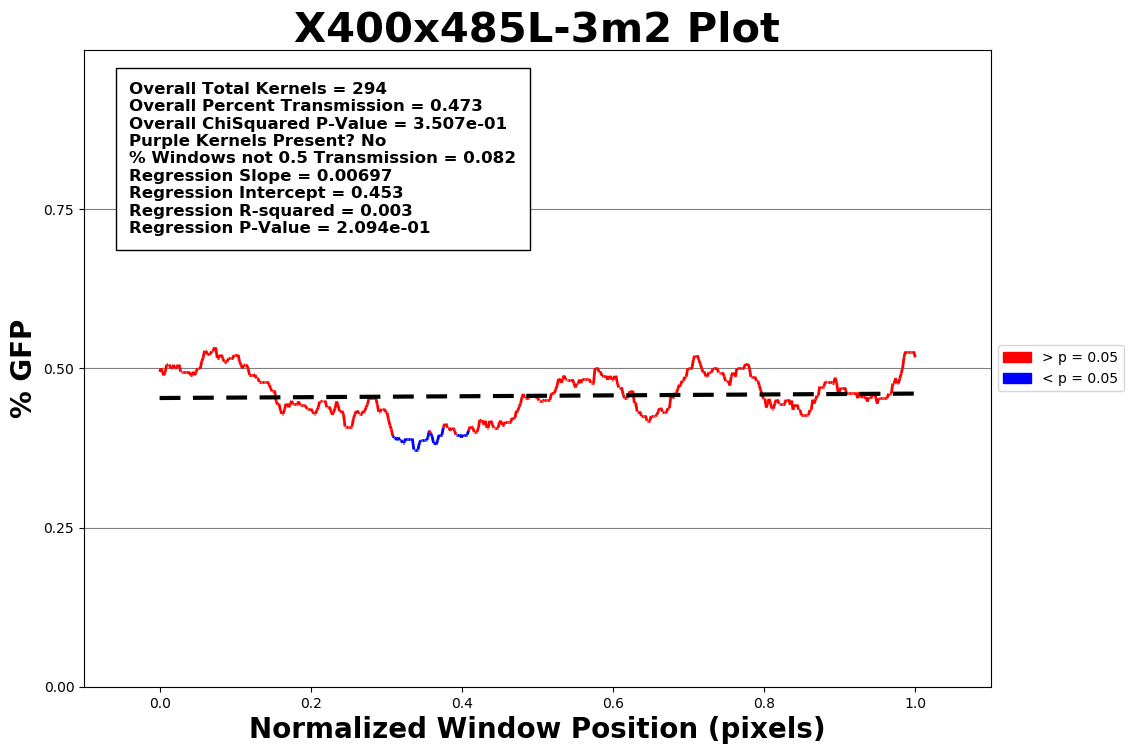 X400x485L-3m2 Plot
Overall Total Kernels = 294
Overall Percent Transmission = 0.473
Overall ChiSquared P-Value = 3.507e-01
Purple Kernels Present? No
% Windows not 0.5 Transmission = 0.082
Regression Slope = 0.00697
Regression Intercept = 0.453
Regression R-squared = 0.003
Regression P-Value = 2.094e-01
% GFP
0.75
0.50
0.25
0.00
> p = 0.05
< p = 0.05
0.0 0.2 0.4 0.6 0.8 1.0
Normalized Window Position (pixels)